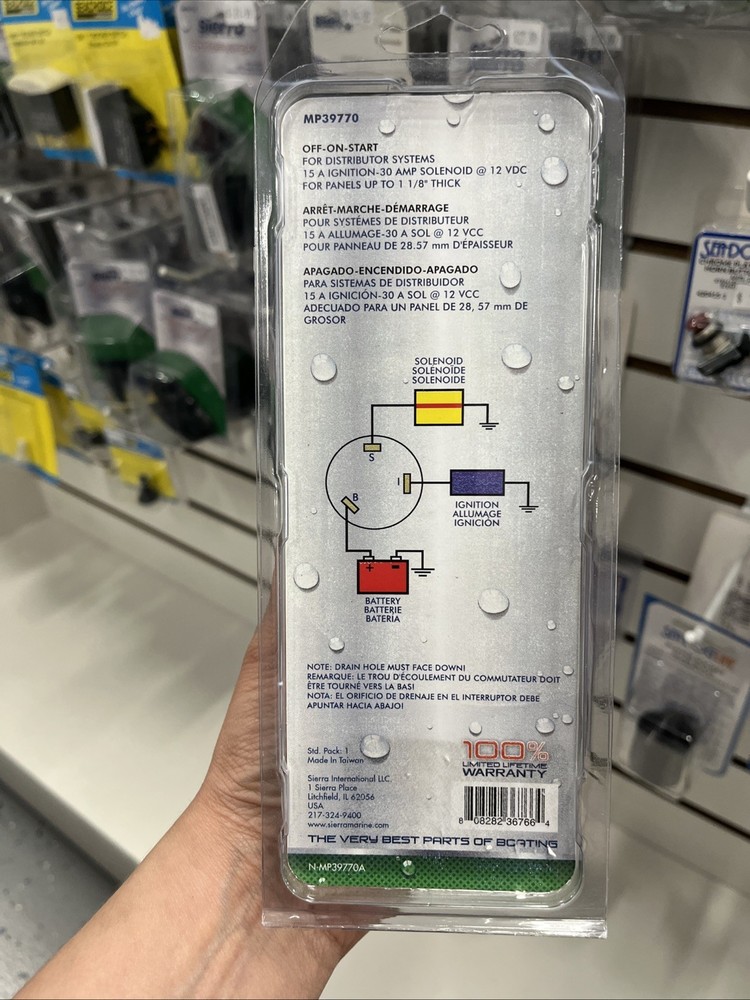 Sierra
MP39770
OFF-ON-START
FOR DISTRIBUTOR SYSTEMS
15 A IGNITION-30 AMP SOLENOID @ 12 VDC
FOR PANELS UP TO 1 1/8" THICK
ARRÊT-MARCHE-DÉMARRAGE
POUR SYSTÉMES DE DISTRIBUTEUR
15 A ALLUMAGE-30 A SOL @ 12 VCC
POUR PANNEAU DE 28.57 mm D'ÉPAISSEUR
APAGADO-ENCENDIDO-APAGADO
PARA SISTEMAS DE DISTRIBUIDOR
15 A IGNICIÓN-30 A SOL @ 12 VCC
ADECUADO PARA UN PANEL DE 28, 57 mm DE
GROSOR
SOLENOID
SOLENOÏDE
SOLENOIDE
S
I
B
IGNITION
ALLUMAGE
IGNICIÓN
+ -
BATTERY
BATTERIE
BATERIA
NOTE: DRAIN HOLE MUST FACE DOWN!
REMARQUE: LE TROU D'ÉCOULEMENT DU COMMUTATEUR DOIT
ÊTRE TOURNÉ VERS LA BAS!
NOTA: EL ORIFICIO DE DRENAJE EN EL INTERRUPTOR DEBE
APUNTAR HACIA ABAJO!
Std. Pack: 1
Made In Taiwan
Sierra International LLC.
1 Sierra Place
Litchfield, IL 62056
USA
217-324-9400
www.sierramarine.com
100%
LIMITED LIFETIME
WARRANTY
8 08282 36766 4
THE VERY BEST PARTS OF BOATING
N-MP39770A